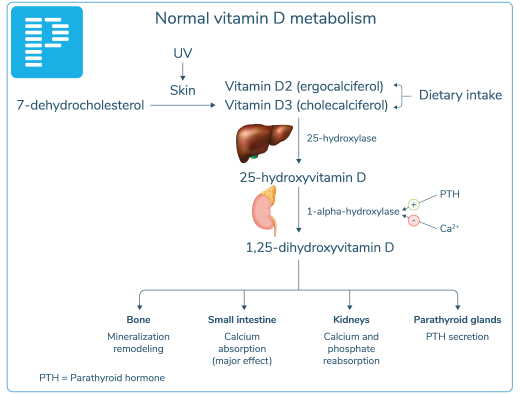 Normal vitamin D metabolism
UV
Skin
7-dehydrocholesterol
Vitamin D2 (ergocalciferol)
Vitamin D3 (cholecalciferol)
Dietary intake
25-hydroxylase
25-hydroxyvitamin D
1-alpha-hydroxylase
+
PTH
-
Ca²⁺
1,25-dihydroxyvitamin D
Bone
Mineralization
remodeling
Small intestine
Calcium
absorption
(major effect)
Kidneys
Calcium and
phosphate
reabsorption
Parathyroid glands
PTH secretion
PTH = Parathyroid hormone